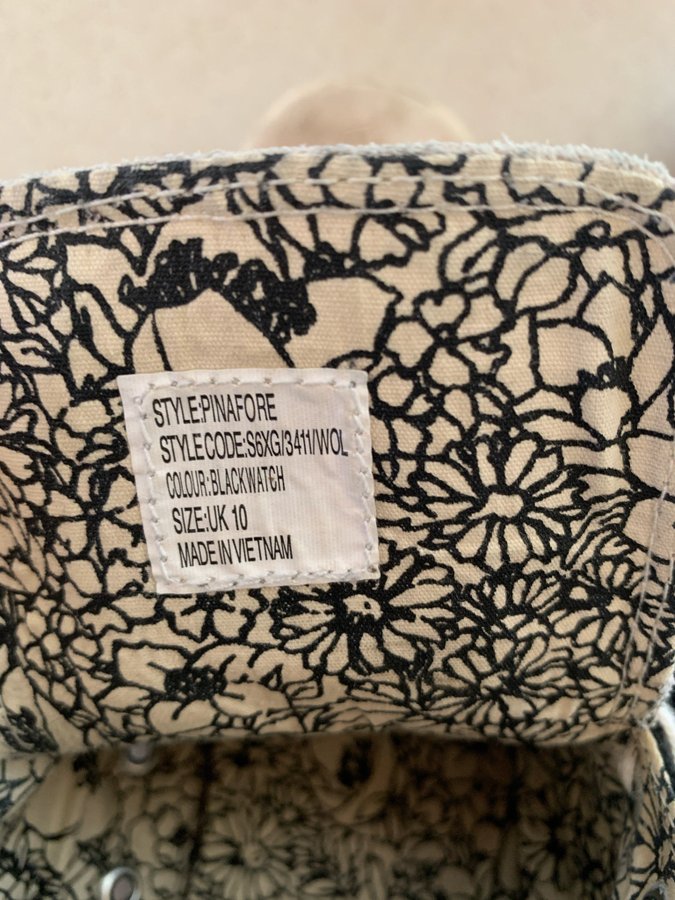 STYLE:PINAFORE
STYLE CODE:S6XG/3411/WOL
COLOUR:BLACKWATCH
SIZE:UK 10
MADE IN VIETNAM